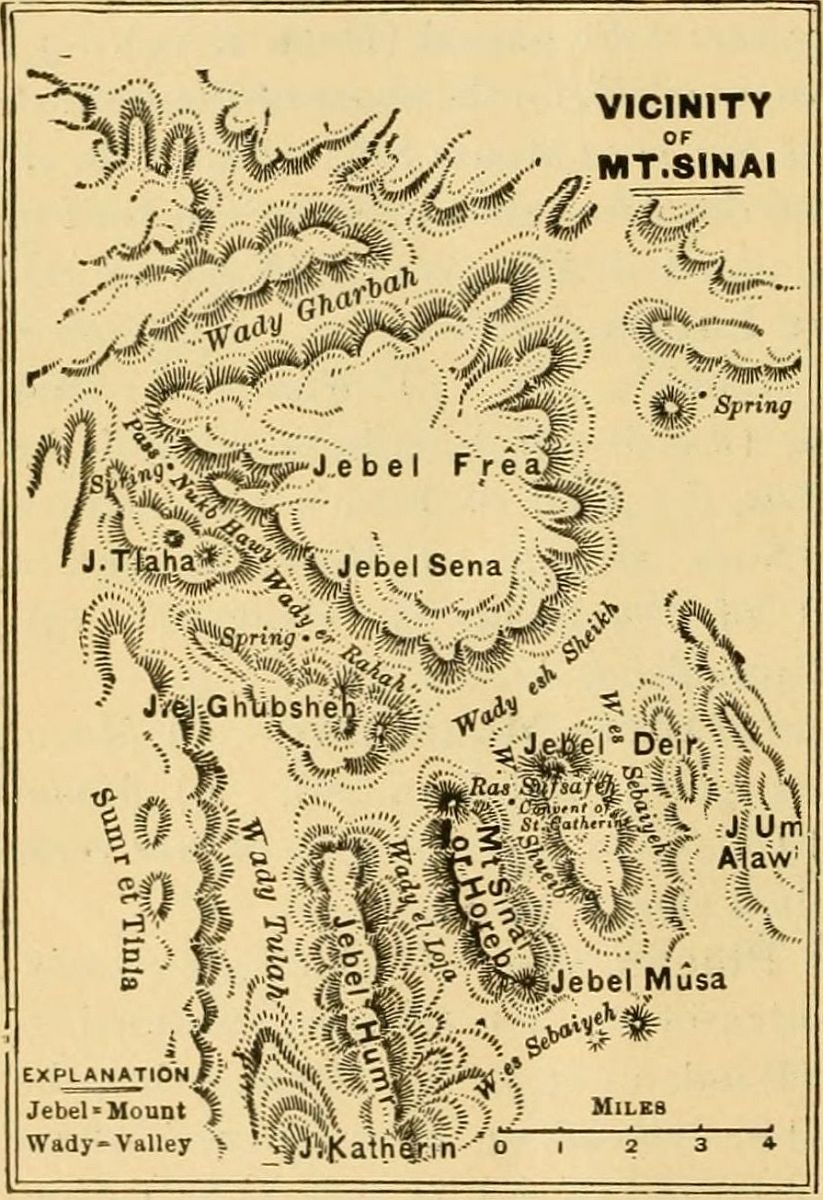 VICINITY
OF
MT. SINAI
Wady Gharbah
Spring
Pass
Spring
Nukb Hawy
Jebel Frêa
J. Tlaha
Jebel Sena
Wady er Rahah
Spring
Wady esh Sheikh
J. el Ghubsheh
W. es Sebaiyeh
Jebel Deir
Ras Sufsafeh
Convent of
St. Catherine
W. Shueib
J Um
Alawi
Sumr et Tinia
Wady Tulah
Wady el Leja
Mt Sinai
or Horeb
Jebel Humr
Jebel Mûsa
W. es Sebaiyeh
J. Katherin
EXPLANATION
Jebel = Mount
Wady = Valley
MILES
0 1 2 3 4